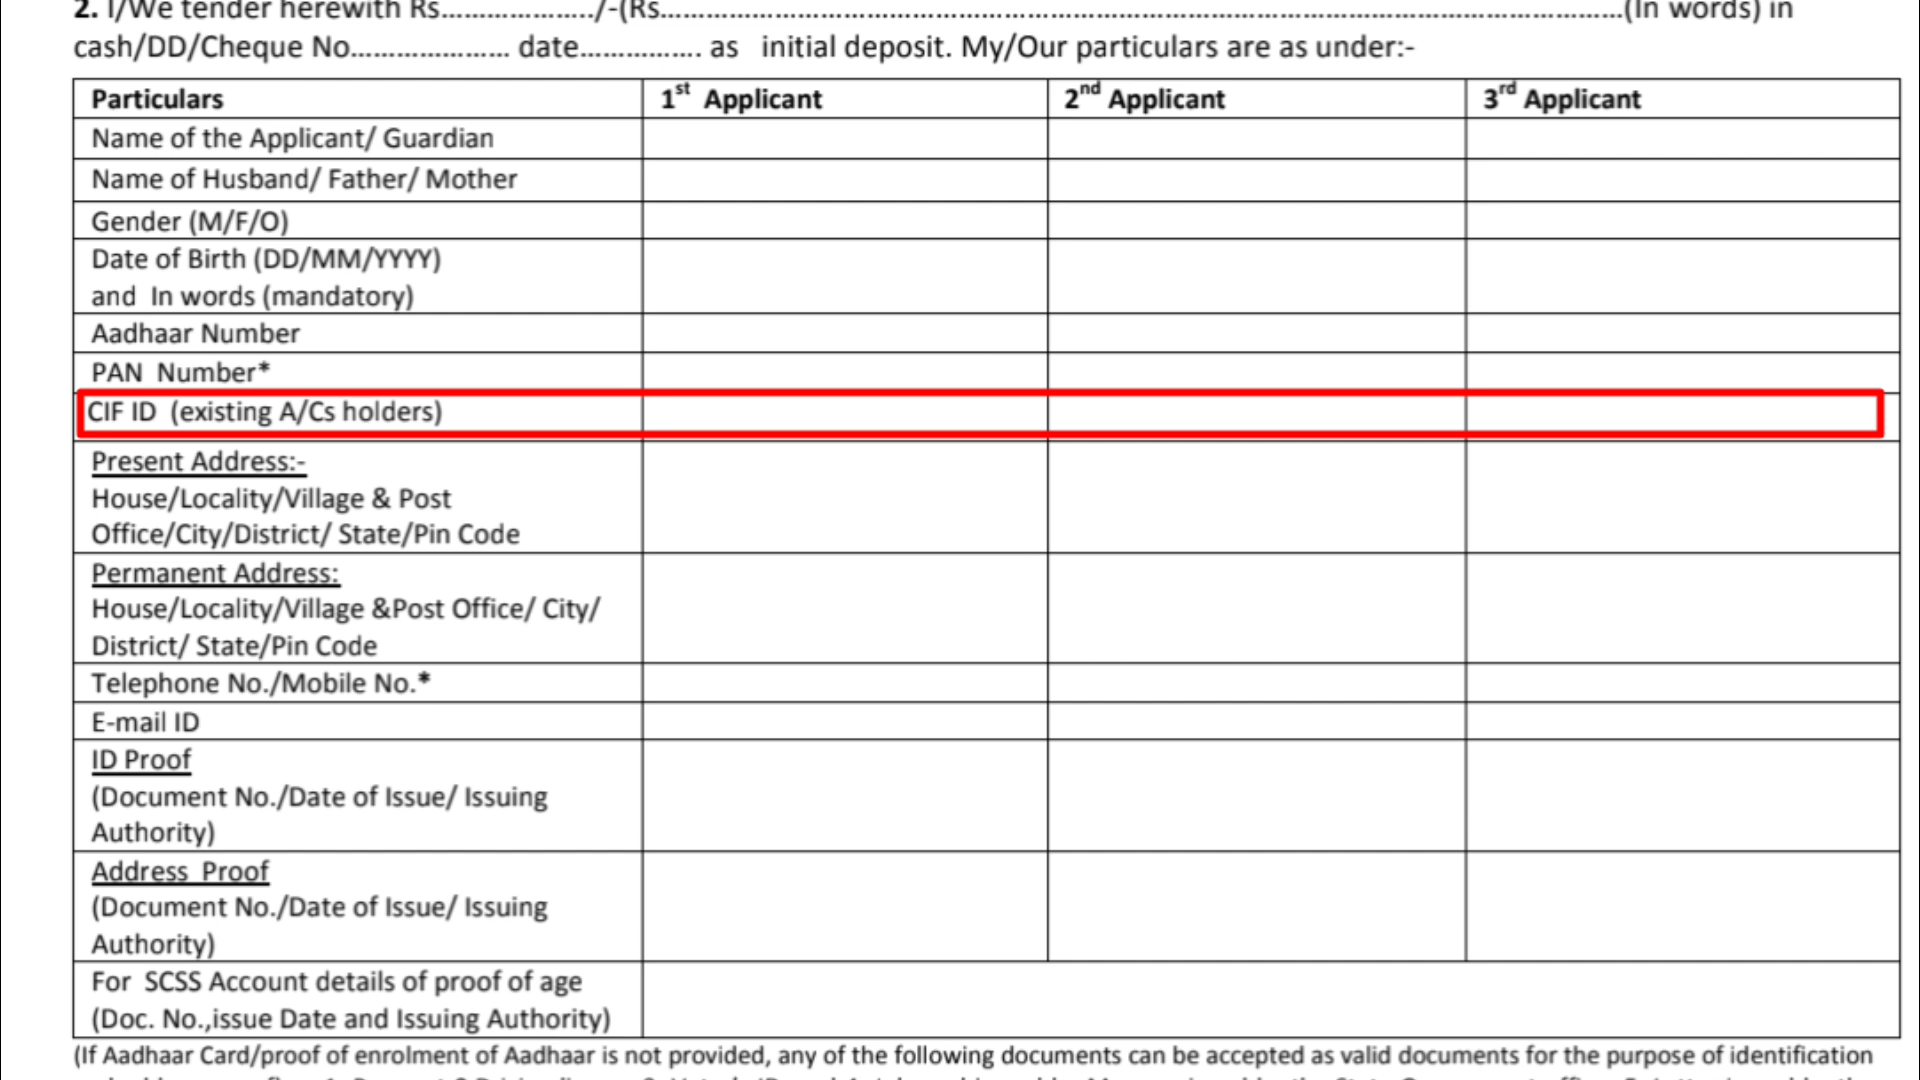 2. I/We tender herewith Rs…………………/-(Rs……………………………………………………………………………………………………………(In words) in
cash/DD/Cheque No………………… date……………. as initial deposit. My/Our particulars are as under:-
Particulars 1st Applicant 2nd Applicant 3rd Applicant
Name of the Applicant/ Guardian
Name of Husband/ Father/ Mother
Gender (M/F/O)
Date of Birth (DD/MM/YYYY)
and In words (mandatory)
Aadhaar Number
PAN Number*
CIF ID (existing A/Cs holders)
Present Address:-
House/Locality/Village & Post
Office/City/District/ State/Pin Code
Permanent Address:
House/Locality/Village &Post Office/ City/
District/ State/Pin Code
Telephone No./Mobile No.*
E-mail ID
ID Proof
(Document No./Date of Issue/ Issuing
Authority)
Address Proof
(Document No./Date of Issue/ Issuing
Authority)
For SCSS Account details of proof of age
(Doc. No.,issue Date and Issuing Authority)
(If Aadhaar Card/proof of enrolment of Aadhaar is not provided, any of the following documents can be accepted as valid documents for the purpose of identification